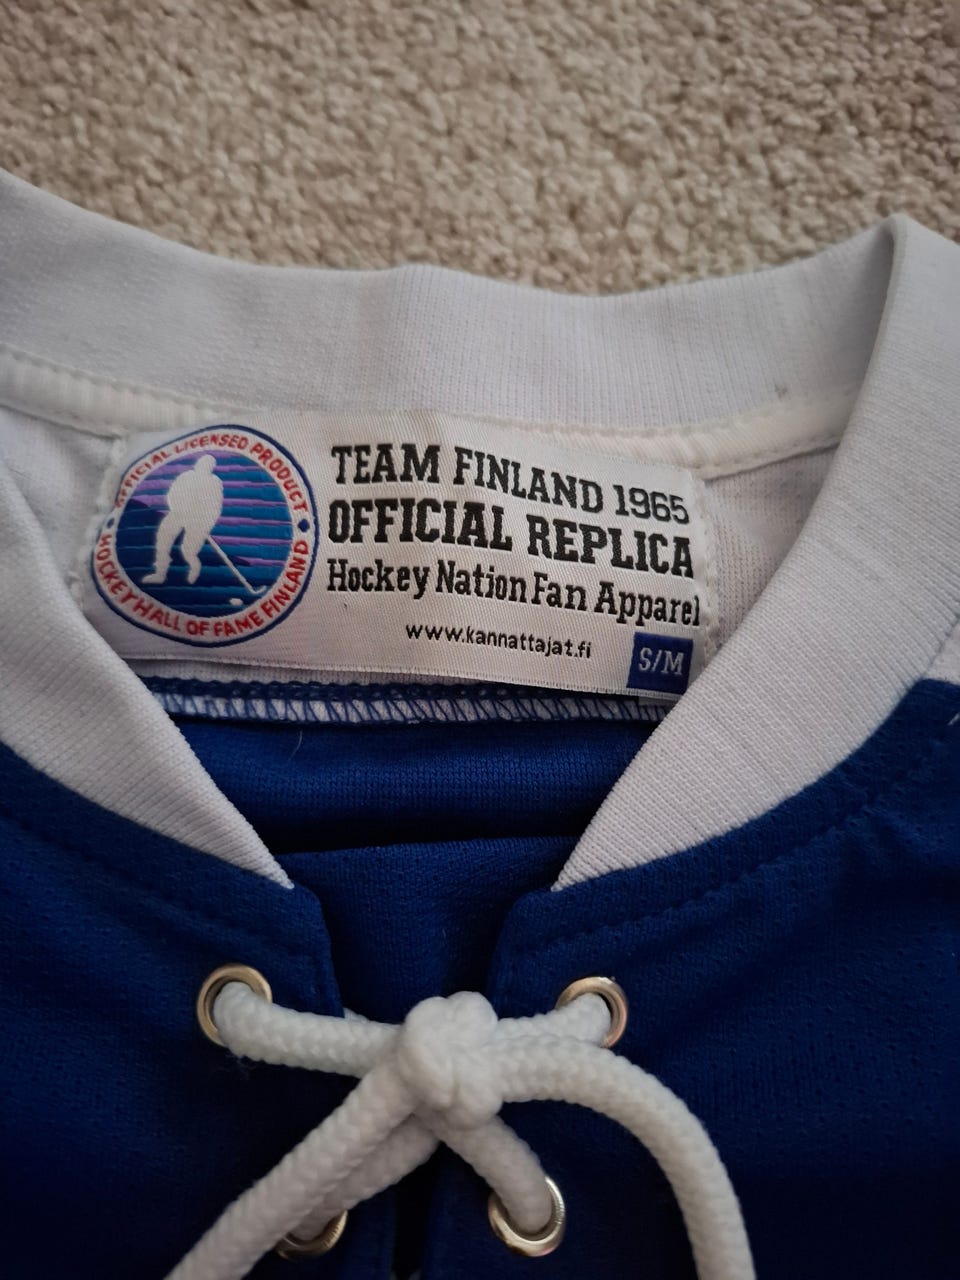 OFFICIAL LICENSED PRODUCT
HOCKEY HALL OF FAME FINLAND
TEAM FINLAND 1965
OFFICIAL REPLICA
Hockey Nation Fan Apparel
www.kannattajat.fi
S/M